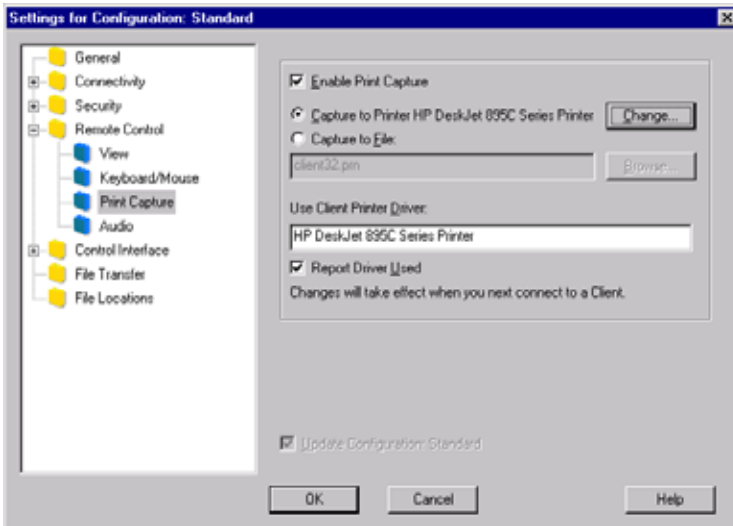 Settings for Configuration: Standard
General
Connectivity
Security
Remote Control
View
Keyboard/Mouse
Print Capture
Audio
Control Interface
File Transfer
File Locations
Enable Print Capture
Capture to Printer HP DeskJet 895C Series Printer
Change...
Capture to File:
client32.prn
Browse...
Use Client Printer Driver:
HP DeskJet 895C Series Printer
Report Driver Used
Changes will take effect when you next connect to a Client.
Update Configuration: Standard
OK
Cancel
Help